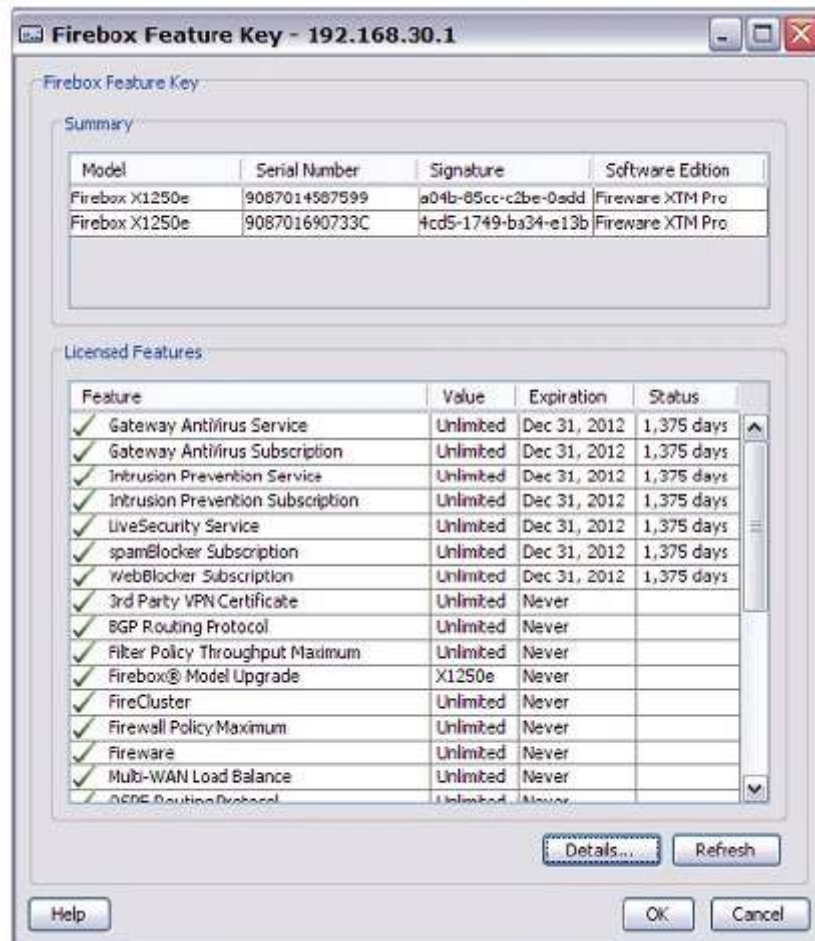 Firebox Feature Key - 192.168.30.1
Firebox Feature Key
Summary
Model Serial Number Signature Software Edition
Firebox X1250e 9087014587599 a04b-85cc-c2be-0add Fireware XTM Pro
Firebox X1250e 908701690733C 4cd5-1749-ba34-e13b Fireware XTM Pro
Licensed Features
Feature Value Expiration Status
Gateway AntiVirus Service Unlimited Dec 31, 2012 1,375 days
Gateway AntiVirus Subscription Unlimited Dec 31, 2012 1,375 days
Intrusion Prevention Service Unlimited Dec 31, 2012 1,375 days
Intrusion Prevention Subscription Unlimited Dec 31, 2012 1,375 days
LiveSecurity Service Unlimited Dec 31, 2012 1,375 days
spamBlocker Subscription Unlimited Dec 31, 2012 1,375 days
WebBlocker Subscription Unlimited Dec 31, 2012 1,375 days
3rd Party VPN Certificate Unlimited Never
BGP Routing Protocol Unlimited Never
Filter Policy Throughput Maximum Unlimited Never
Firebox® Model Upgrade X1250e Never
FireCluster Unlimited Never
Firewall Policy Maximum Unlimited Never
Fireware Unlimited Never
Multi-WAN Load Balance Unlimited Never
OSPF Routing Protocol Unlimited Never
Details... Refresh
Help OK Cancel